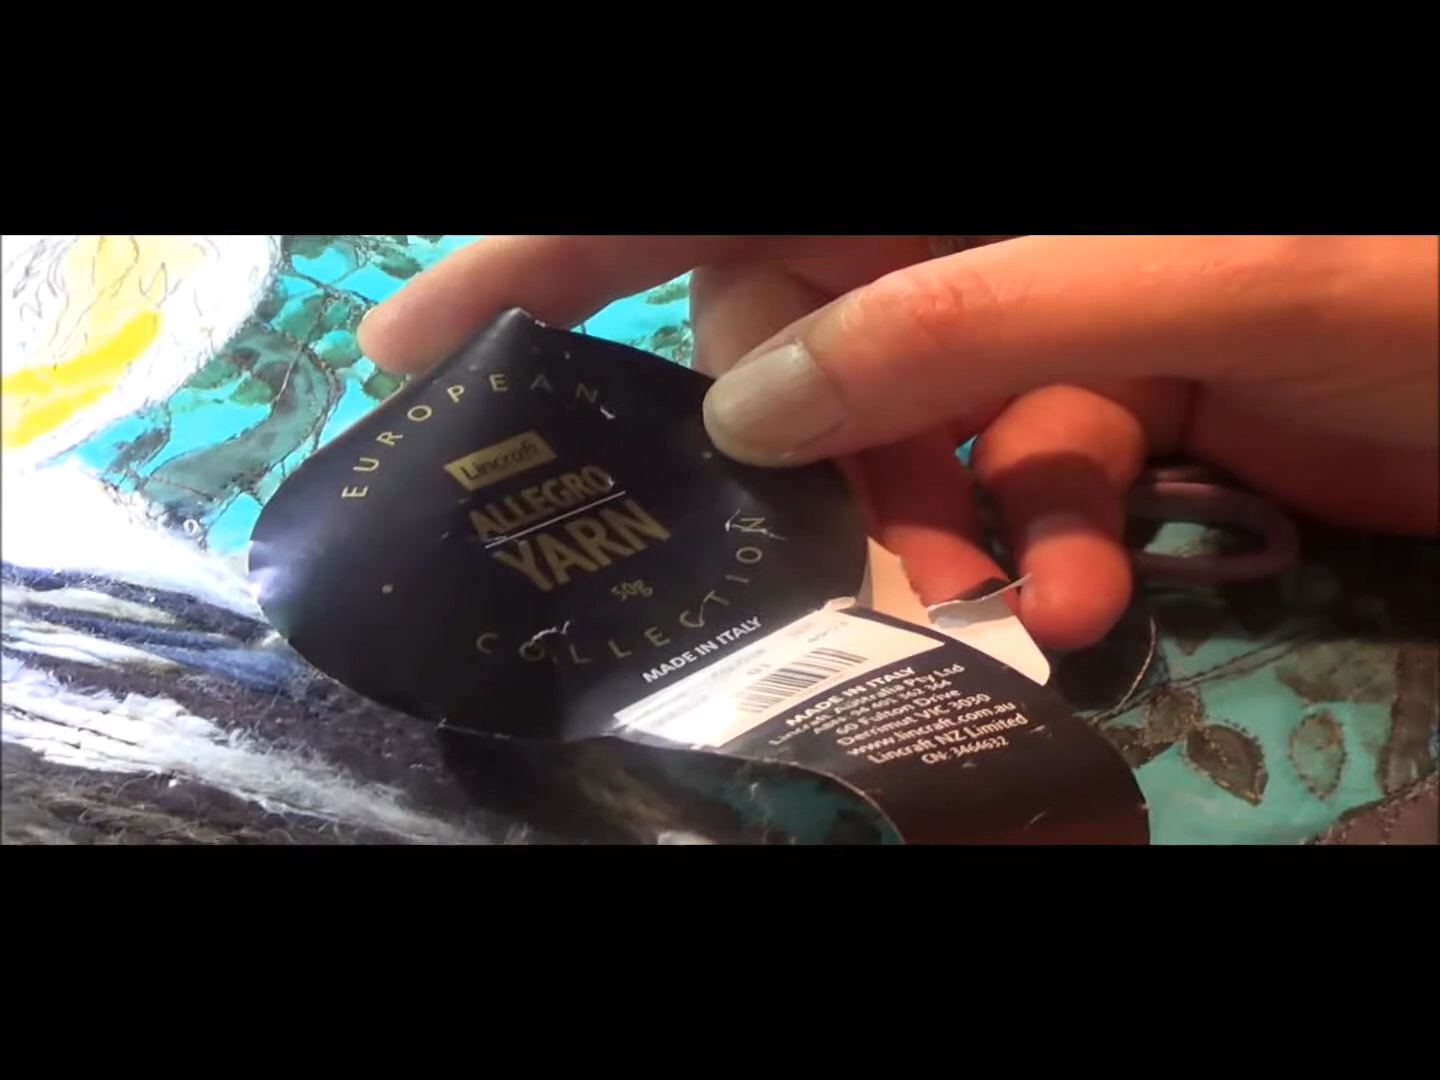 EUROPEAN
Lincraft
ALLEGRO
YARN
50g
COLLECTION
MADE IN ITALY
MADE IN ITALY
Lincraft Australia Pty Ltd
60 Fulton Drive
Derrimut VIC 3030
www.lincraft.com.au
Lincraft NZ Limited
CN: 3466632